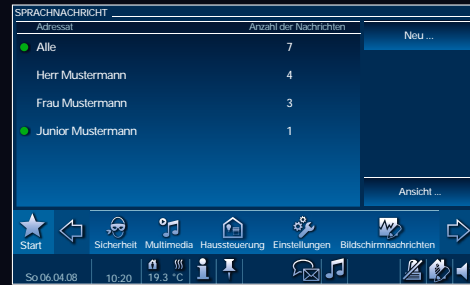 SPRACHNACHRICHT
Adressat Anzahl der Nachrichten
Neu ...
Alle 7
Herr Mustermann 4
Frau Mustermann 3
Junior Mustermann 1
Ansicht ...
Start Sicherheit Multimedia Haussteuerung Einstellungen Bildschirmnachrichten
So 06.04.08 10:20 19.3 °C